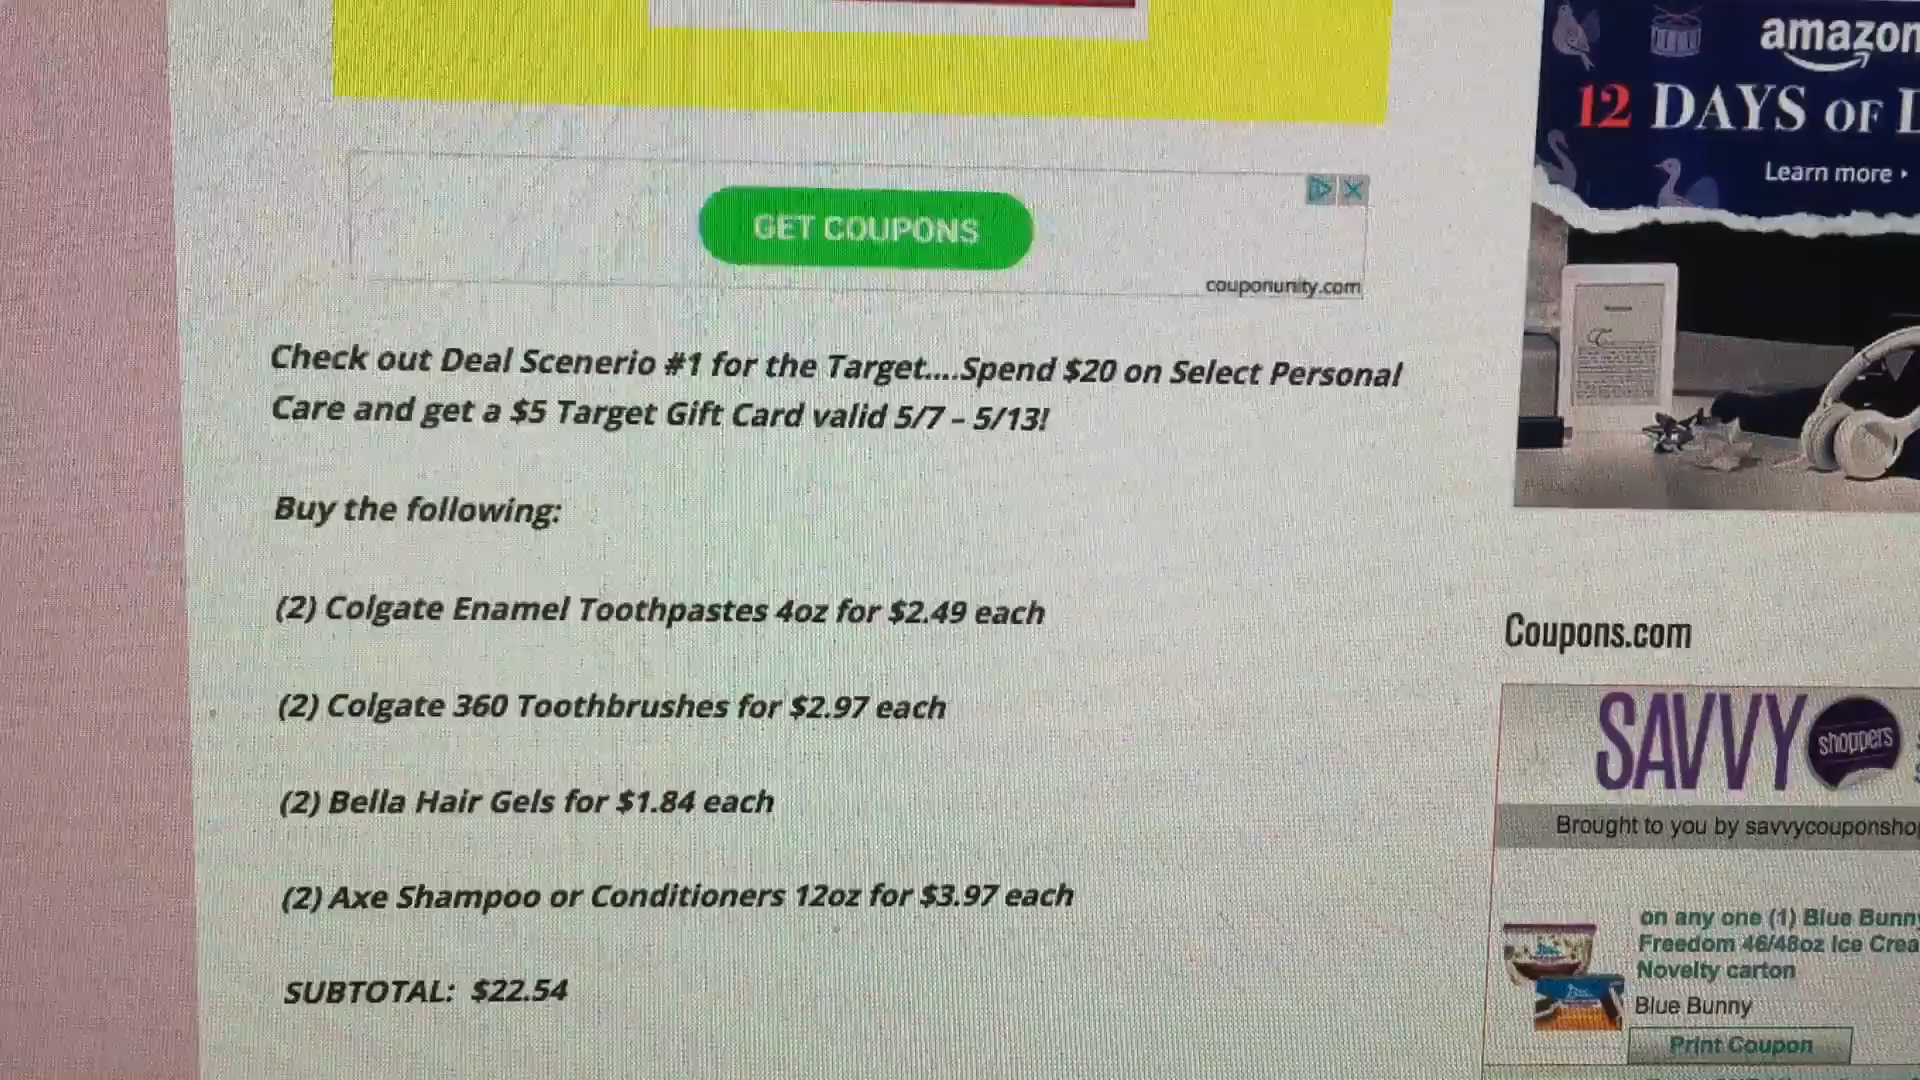 amazon
12 DAYS OF
Learn more
GET COUPONS
couponunity.com
Check out Deal Scenerio #1 for the Target....Spend $20 on Select Personal
Care and get a $5 Target Gift Card valid 5/7 – 5/13!
Buy the following:
(2) Colgate Enamel Toothpastes 4oz for $2.49 each
(2) Colgate 360 Toothbrushes for $2.97 each
(2) Bella Hair Gels for $1.84 each
(2) Axe Shampoo or Conditioners 12oz for $3.97 each
SUBTOTAL: $22.54
Coupons.com
SAVVY shoppers
Brought to you by savvycouponsho
on any one (1) Blue Bunny
Freedom 46/48oz Ice Crea
Novelty carton
Blue Bunny
Print Coupon